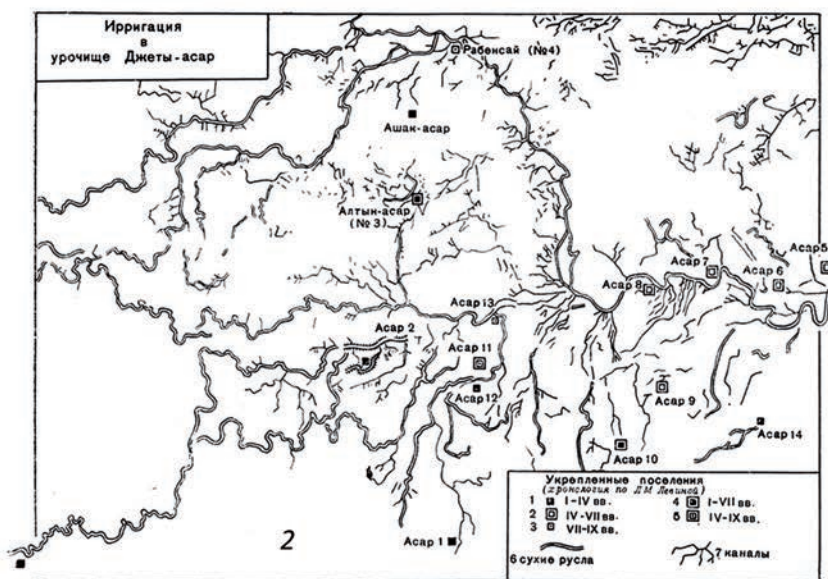 Ирригация
в
урочище Джеты-асар
Рабенсай (№4)
Ашак-асар
Алтын-асар
(№3)
Асар 5
Асар 7
Асар 6
Асар 8
Асар 13
Асар 2
Асар 11
Асар 12
Асар 9
Асар 14
Асар 10
Асар 1
2
Укрепленные поселения
(хронология по Л.М. Левиной)
1 I-IV вв.
2 IV-VII вв.
3 VII-IX вв.
4 I-VII вв.
5 IV-IX вв.
6 сухие русла
7 каналы